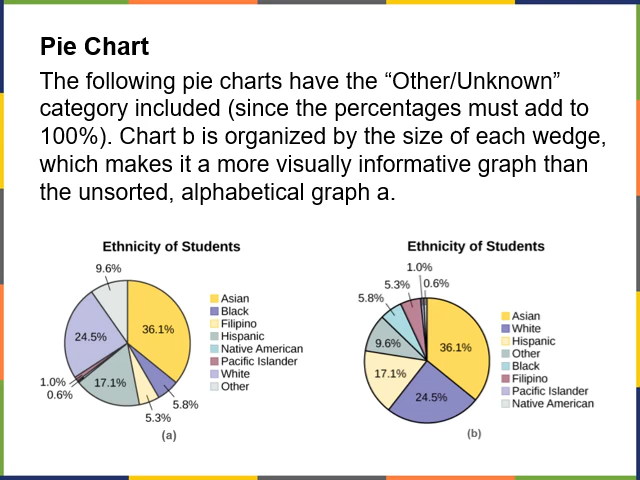 Pie Chart
The following pie charts have the “Other/Unknown”
category included (since the percentages must add to
100%). Chart b is organized by the size of each wedge,
which makes it a more visually informative graph than
the unsorted, alphabetical graph a.
Ethnicity of Students
9.6%
36.1%
24.5%
17.1%
1.0%
0.6%
5.8%
5.3%
Asian
Black
Filipino
Hispanic
Native American
Pacific Islander
White
Other
(a)
Ethnicity of Students
1.0%
0.6%
5.3%
5.8%
9.6%
36.1%
17.1%
24.5%
Asian
White
Hispanic
Other
Black
Filipino
Pacific Islander
Native American
(b)